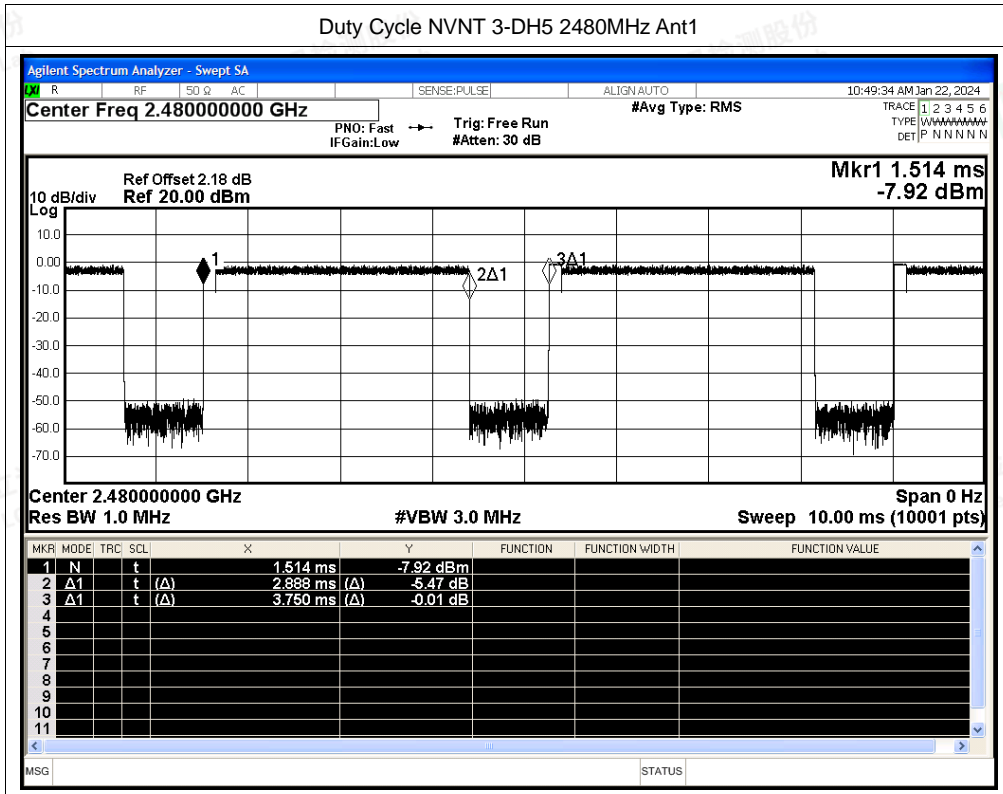 Duty Cycle NVNT 3-DH5 2480MHz Ant1
Agilent Spectrum Analyzer - Swept SA
LXI R RF 50 Ω AC SENSE:PULSE ALIGN AUTO 10:49:34 AM Jan 22, 2024
Center Freq 2.480000000 GHz #Avg Type: RMS TRACE 1 2 3 4 5 6
PNO: Fast Trig: Free Run TYPE WWWWWW
IFGain:Low #Atten: 30 dB DET P N N N N N
Mkr1 1.514 ms
Ref Offset 2.18 dB
10 dB/div Ref 20.00 dBm -7.92 dBm
Log
10.0
0.00
1
2Δ1
3Δ1
-10.0
-20.0
-30.0
-40.0
-50.0
-60.0
-70.0
Center 2.480000000 GHz Span 0 Hz
Res BW 1.0 MHz #VBW 3.0 MHz Sweep 10.00 ms (10001 pts)
MKR MODE TRC SCL X Y FUNCTION FUNCTION WIDTH FUNCTION VALUE
1 N t 1.514 ms -7.92 dBm
2 Δ1 t (Δ) 2.888 ms (Δ) -5.47 dB
3 Δ1 t (Δ) 3.750 ms (Δ) -0.01 dB
4
5
6
7
8
9
10
11
MSG STATUS